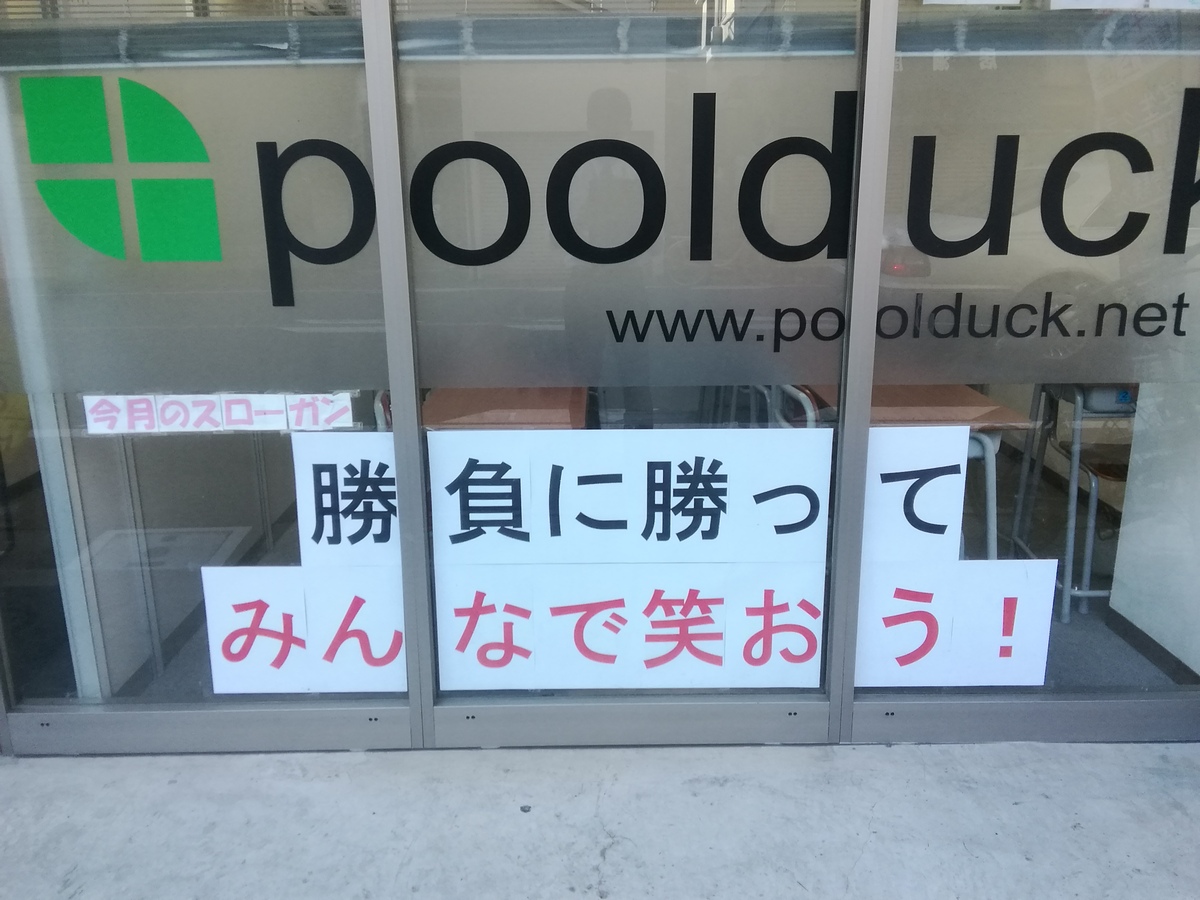 poolduck
www.poolduck.net
今月のスローガン
勝負に勝って
みんなで笑おう！